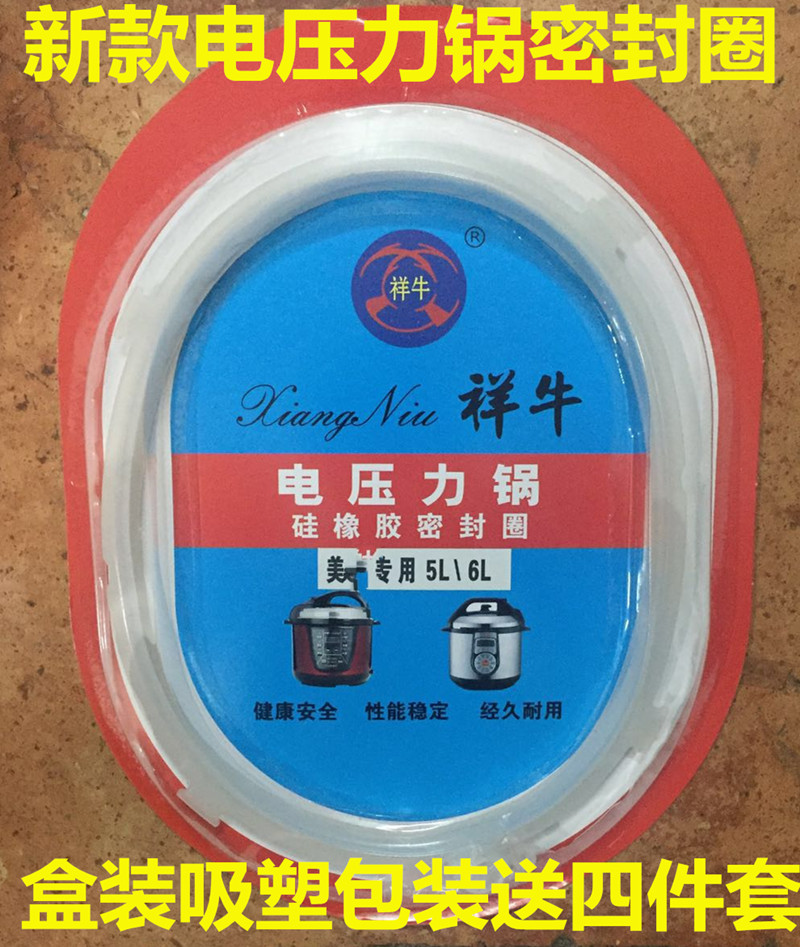 新款电压力锅密封圈
®
祥牛
XiangNiu 祥牛
电压力锅
硅橡胶密封圈
美 专用 5L\6L
健康安全 性能稳定 经久耐用
盒装吸塑包装送四件套